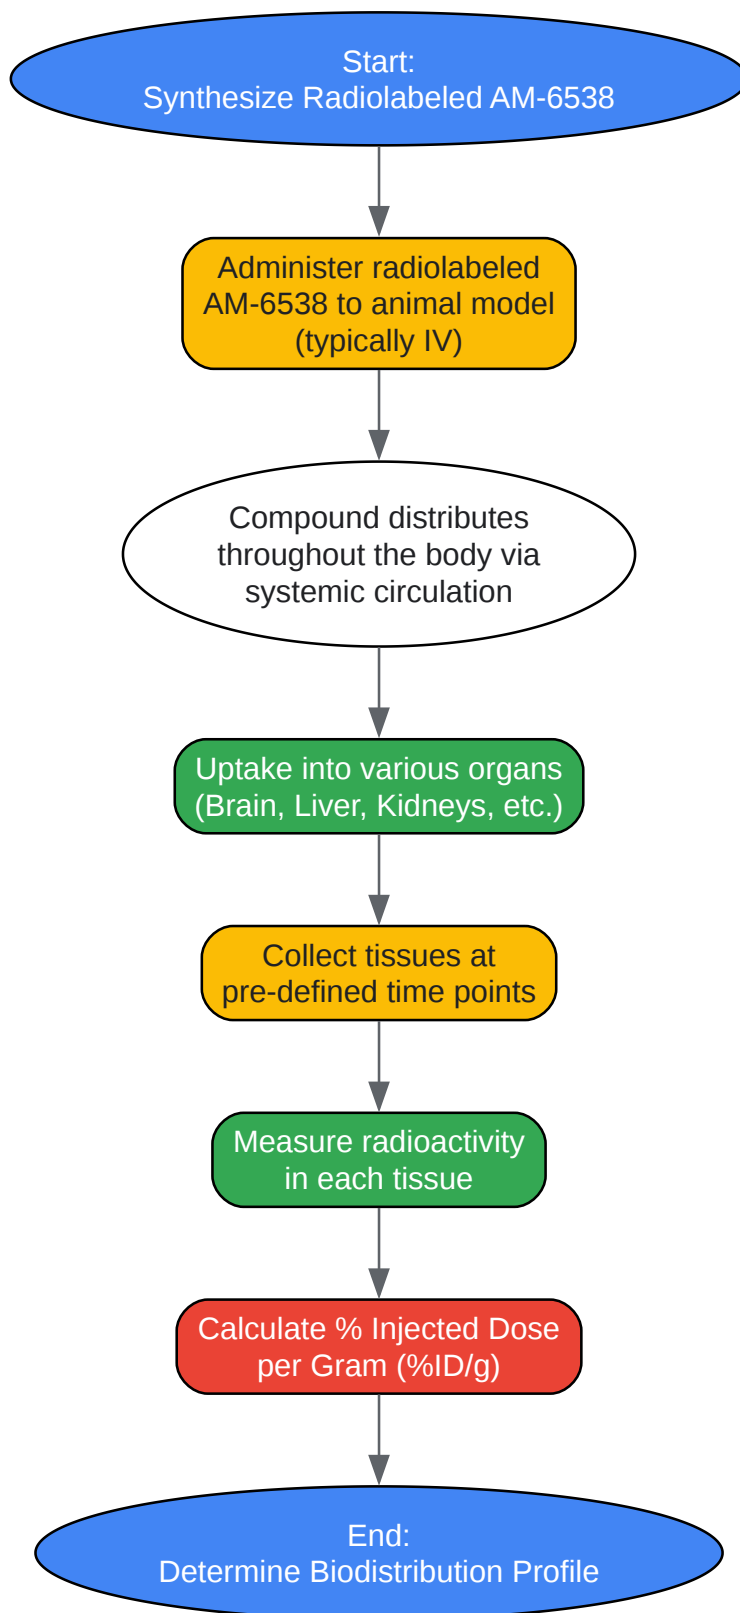 Start:
Synthesize Radiolabeled AM-6538
Administer radiolabeled
AM-6538 to animal model
(typically IV)
Compound distributes
throughout the body via
systemic circulation
Uptake into various organs
(Brain, Liver, Kidneys, etc.)
Collect tissues at
pre-defined time points
Measure radioactivity
in each tissue
Calculate % Injected Dose
per Gram (%ID/g)
End:
Determine Biodistribution Profile